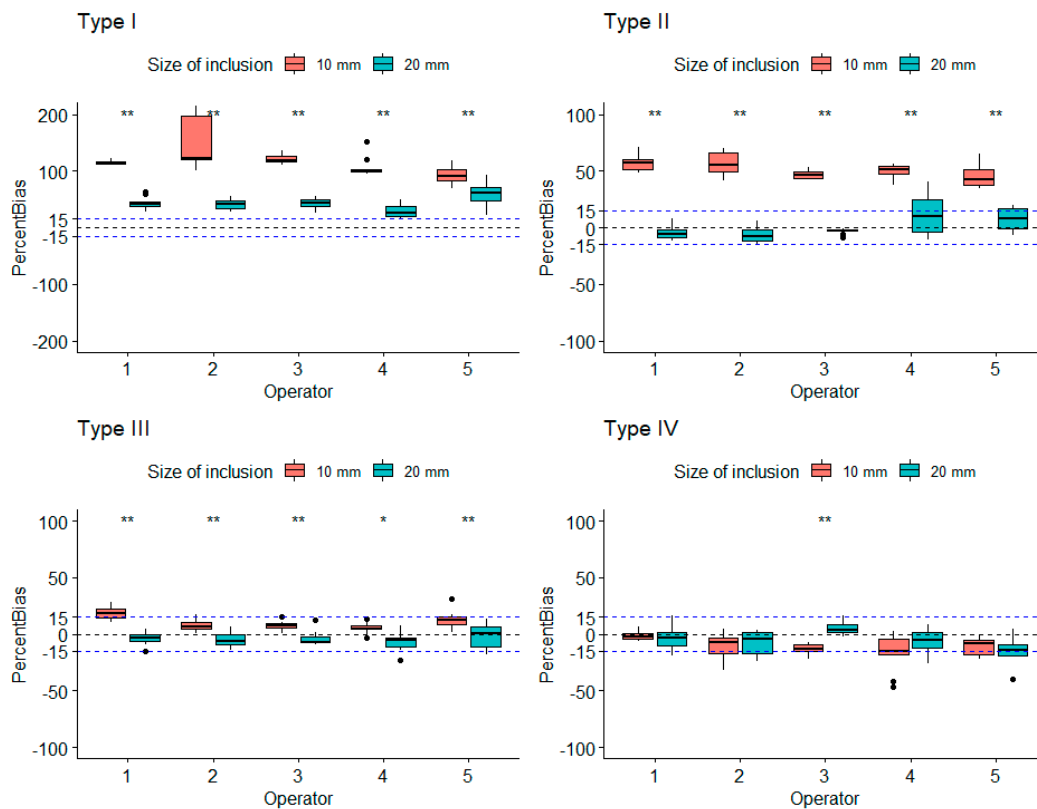 Type I
Size of inclusion 10 mm 20 mm
200
** ** ** ** **
100
15
-15
-100
-200
PercentBias
1 2 3 4 5
Operator
Type II
Size of inclusion 10 mm 20 mm
100
** ** ** ** **
50
15
0
-15
-50
-100
PercentBias
1 2 3 4 5
Operator
Type III
Size of inclusion 10 mm 20 mm
100
** ** ** * **
50
15
0
-15
-50
-100
PercentBias
1 2 3 4 5
Operator
Type IV
Size of inclusion 10 mm 20 mm
100
**
50
15
0
-15
-50
-100
PercentBias
1 2 3 4 5
Operator